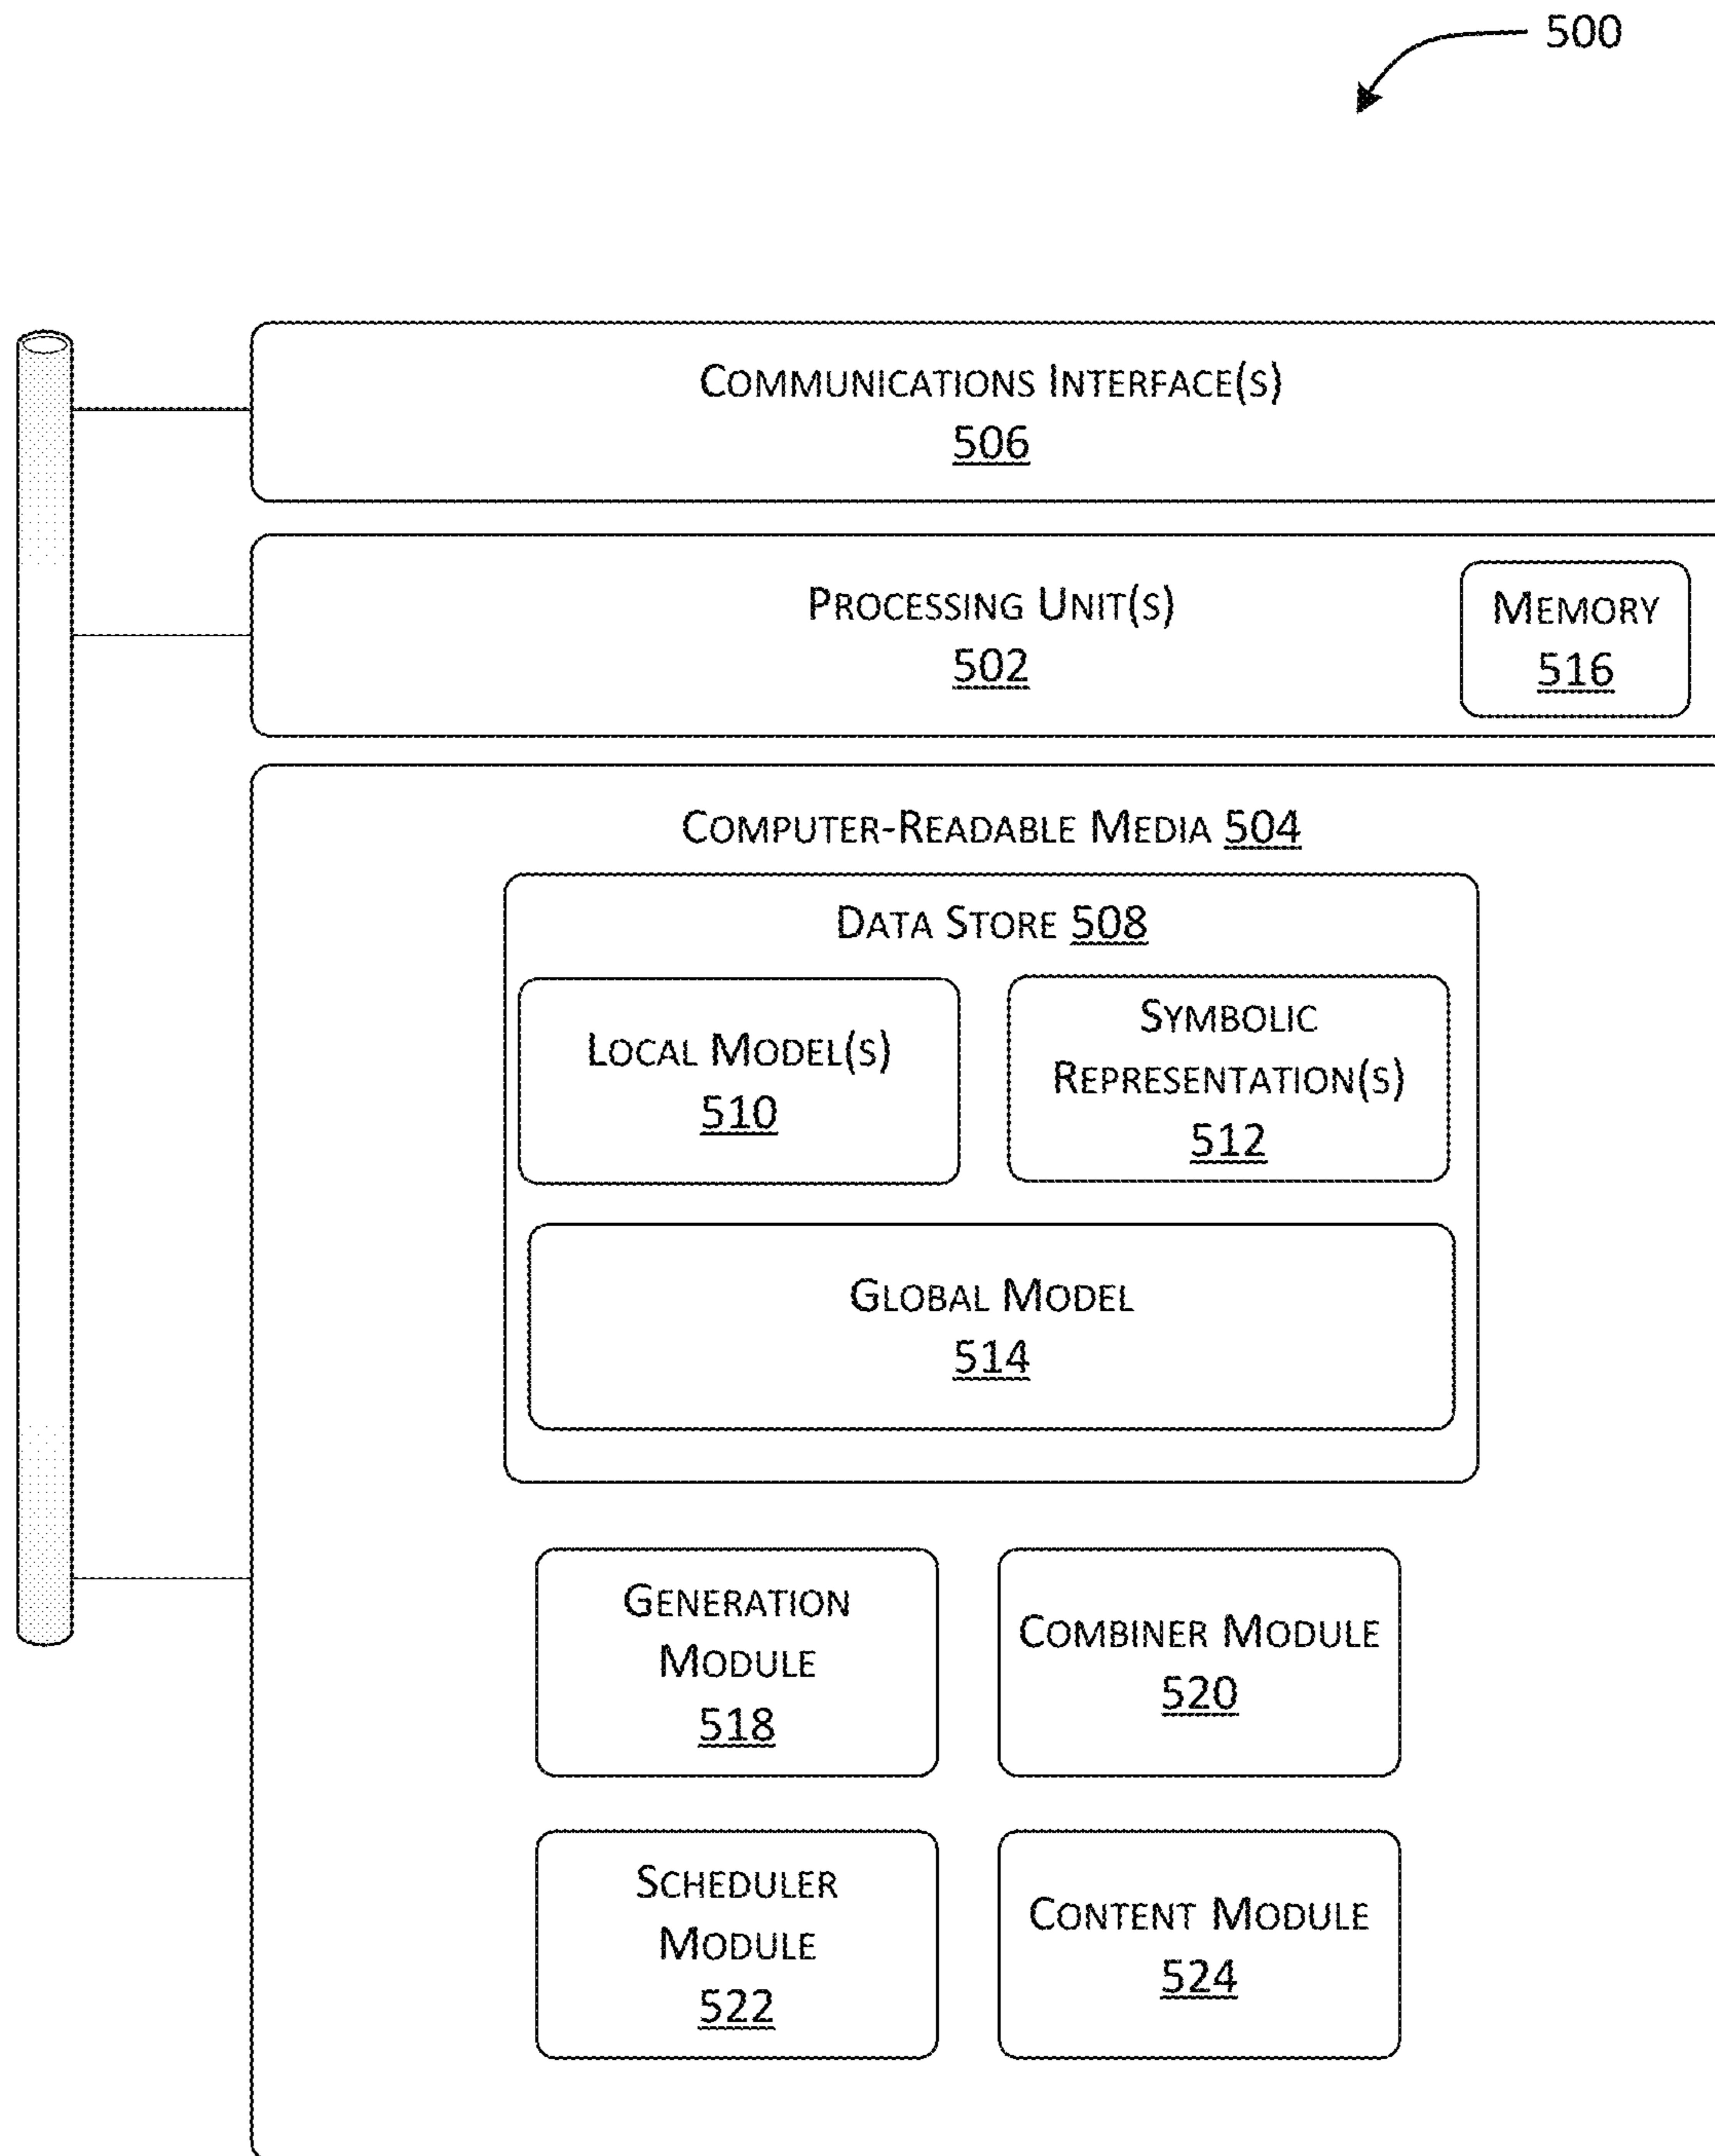 500
COMMUNICATIONS INTERFACE(S)
506
PROCESSING UNIT(S)
502
MEMORY
516
COMPUTER-READABLE MEDIA 504
DATA STORE 508
LOCAL MODEL(S)
510
SYMBOLIC
REPRESENTATION(S)
512
GLOBAL MODEL
514
GENERATION
MODULE
518
COMBINER MODULE
520
SCHEDULER
MODULE
522
CONTENT MODULE
524